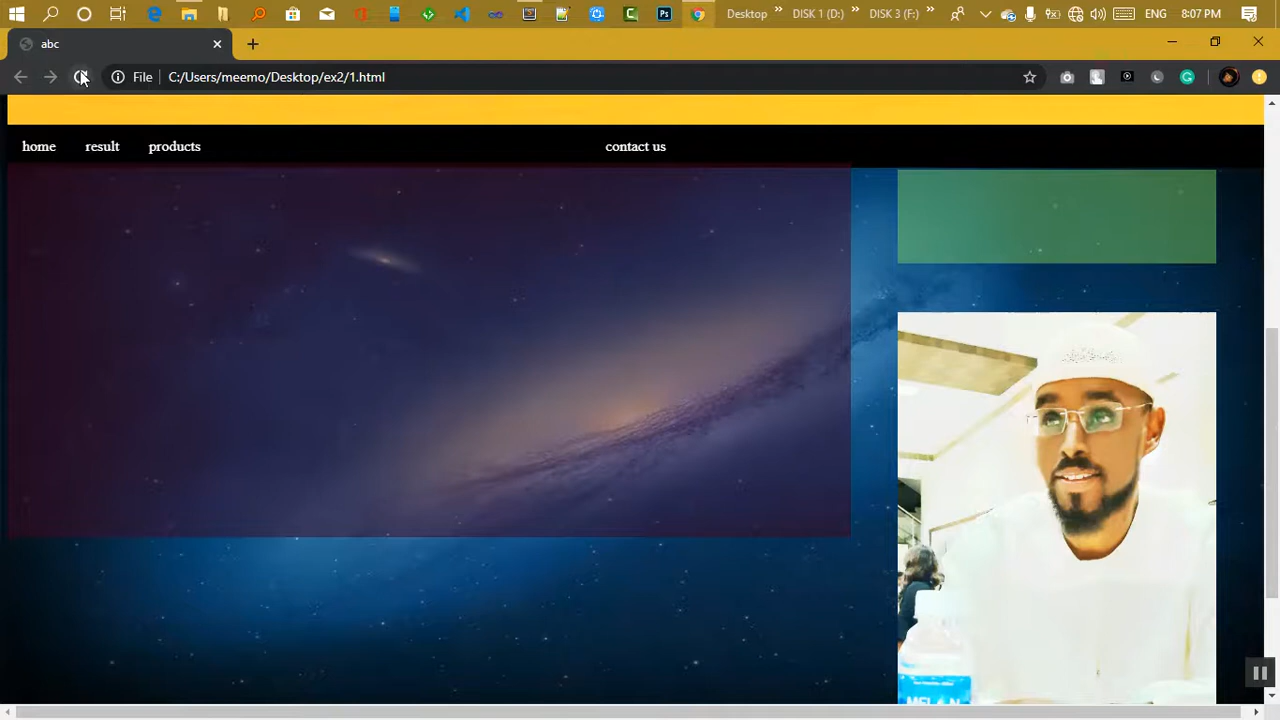 Desktop
DISK 1 (D:)
DISK 3 (F:)
ENG
8:07 PM
abc
File
C:/Users/meemo/Desktop/ex2/1.html
home
result
products
contact us